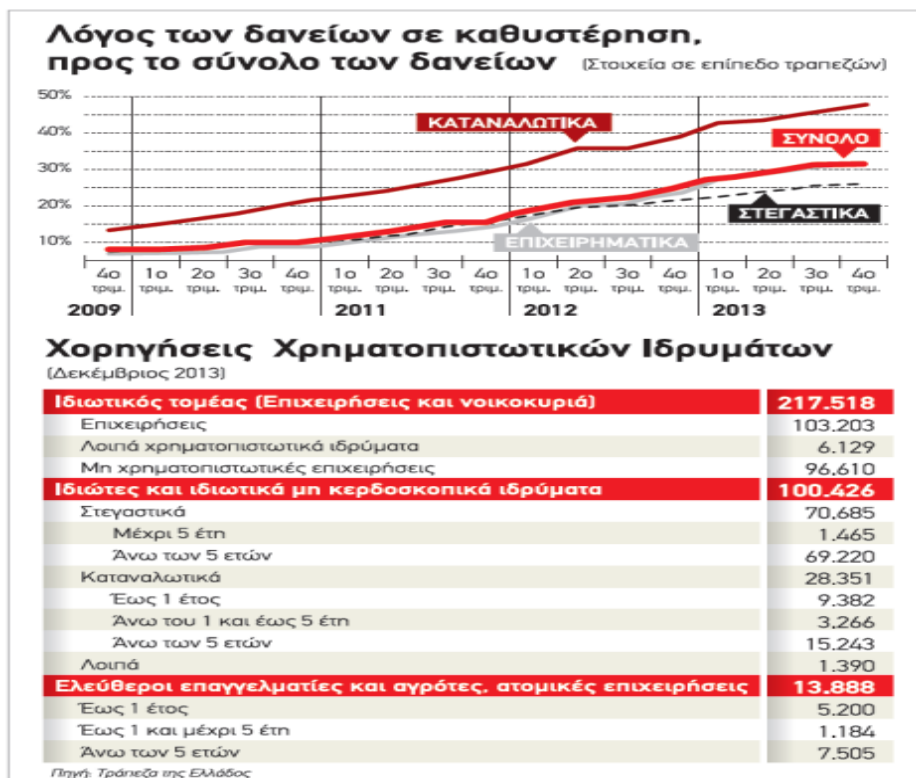 Λόγος των δανείων σε καθυστέρηση,
προς το σύνολο των δανείων (Στοιχεία σε επίπεδο τραπεζών)
50%
40%
30%
20%
10%
ΚΑΤΑΝΑΛΩΤΙΚΑ
ΣΥΝΟΛΟ
ΣΤΕΓΑΣΤΙΚΑ
ΕΠΙΧΕΙΡΗΜΑΤΙΚΑ
4ο 1ο 2ο 3ο 4ο 1ο 2ο 3ο 4ο 1ο 2ο 3ο 4ο 1ο 2ο 3ο 4ο
τριμ. τριμ. τριμ. τριμ. τριμ. τριμ. τριμ. τριμ. τριμ. τριμ. τριμ. τριμ. τριμ. τριμ. τριμ. τριμ. τριμ.
2009 2011 2012 2013
Χορηγήσεις Χρηματοπιστωτικών Ιδρυμάτων
(Δεκέμβριος 2013)
Ιδιωτικός τομέας (Επιχειρήσεις και νοικοκυριά) 217.518
Επιχειρήσεις 103.203
Λοιπά χρηματοπιστωτικά ιδρύματα 6.129
Μη χρηματοπιστωτικές επιχειρήσεις 96,610
Ιδιώτες και ιδιωτικά μη κερδοσκοπικά ιδρύματα 100.426
Στεγαστικά 70,685
Μέχρι 5 έτη 1.465
Άνω των 5 ετών 69.220
Καταναλωτικά 28.351
Έως 1 έτος 9.382
Άνω του 1 και έως 5 έτη 3.266
Άνω των 5 ετών 15.243
Λοιπά 1.390
Ελεύθεροι επαγγελματίες και αγρότες, ατομικές επιχειρήσεις 13.888
Έως 1 έτος 5.200
Έως 1 και μέχρι 5 έτη 1.184
Άνω των 5 ετών 7.505
Πηγή: Τράπεζα της Ελλάδος